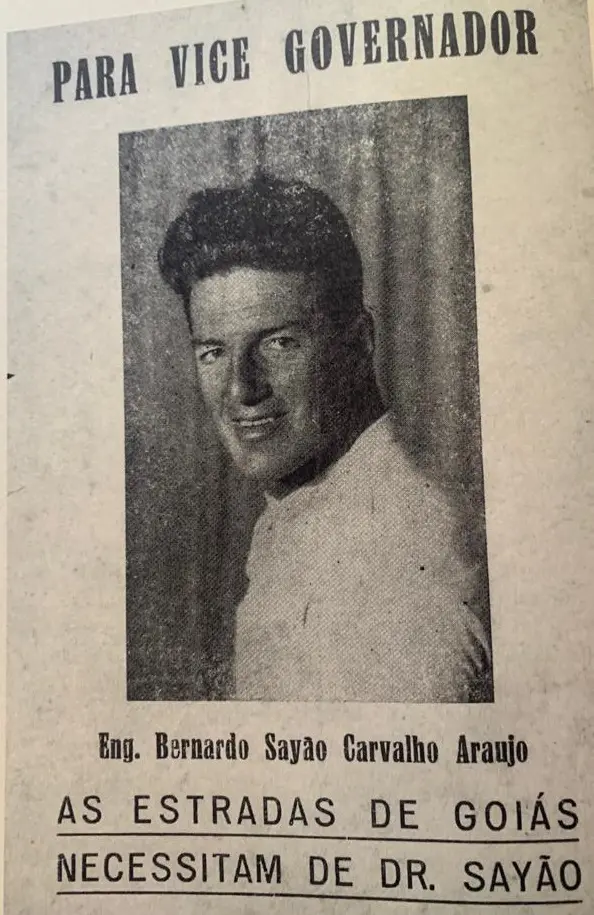 PARA VICE GOVERNADOR
Eng. Bernardo Sayão Carvalho Araujo
AS ESTRADAS DE GOIÁS
NECESSITAM DE DR. SAYÃO